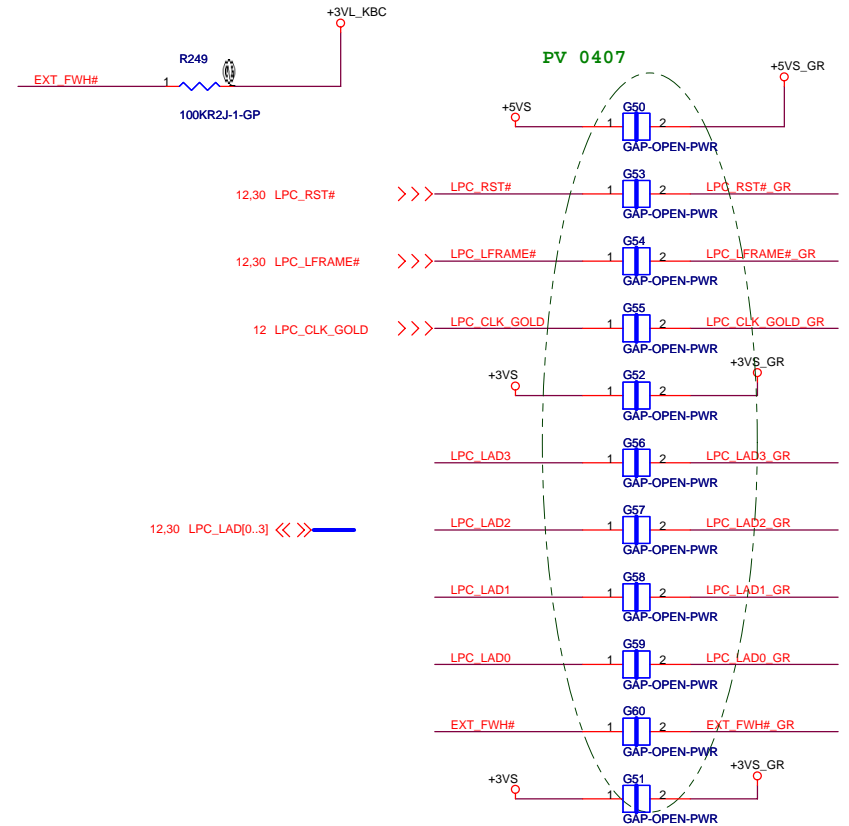 +3VL_KBC
R249
EXT_FWH#
1
100KR2J-1-GP
PV 0407
+5VS
G50
+5VS_GR
1
2
GAP-OPEN-PWR
12,30 LPC_RST#
LPC_RST#
G53
1
2
LPC_RST#_GR
GAP-OPEN-PWR
12,30 LPC_LFRAME#
LPC_LFRAME#
G54
1
2
LPC_LFRAME#_GR
GAP-OPEN-PWR
12 LPC_CLK_GOLD
LPC_CLK_GOLD
G55
1
2
LPC_CLK_GOLD_GR
GAP-OPEN-PWR
+3VS
G52
+3VS_GR
1
2
GAP-OPEN-PWR
LPC_LAD3
G56
1
2
LPC_LAD3_GR
GAP-OPEN-PWR
12,30 LPC_LAD[0..3]
LPC_LAD2
G57
1
2
LPC_LAD2_GR
GAP-OPEN-PWR
LPC_LAD1
G58
1
2
LPC_LAD1_GR
GAP-OPEN-PWR
LPC_LAD0
G59
1
2
LPC_LAD0_GR
GAP-OPEN-PWR
EXT_FWH#
G60
1
2
EXT_FWH#_GR
GAP-OPEN-PWR
+3VS
G51
+3VS_GR
1
2
GAP-OPEN-PWR